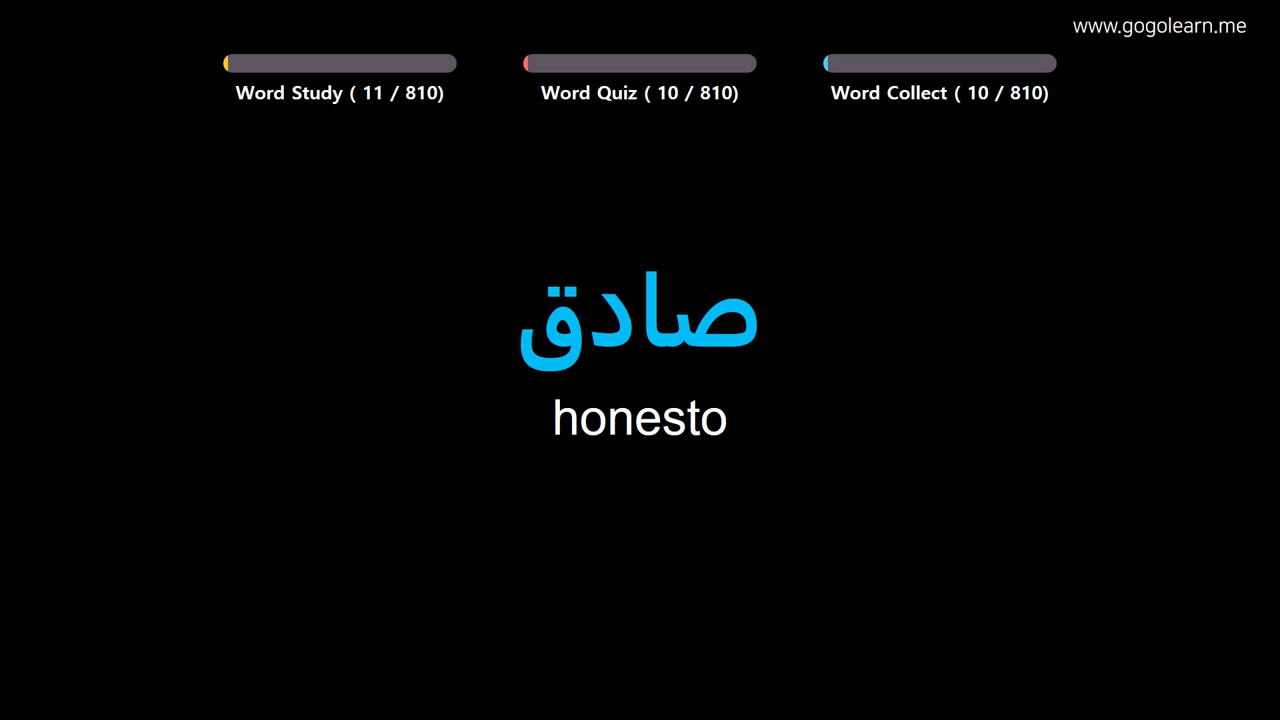 www.gogolearn.me
Word Study ( 11 / 810)
Word Quiz ( 10 / 810)
Word Collect ( 10 / 810)
صادق
honesto